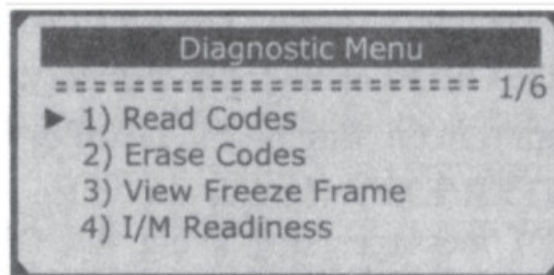 Diagnostic Menu
======================= 1/6
► 1) Read Codes
2) Erase Codes
3) View Freeze Frame
4) I/M Readiness